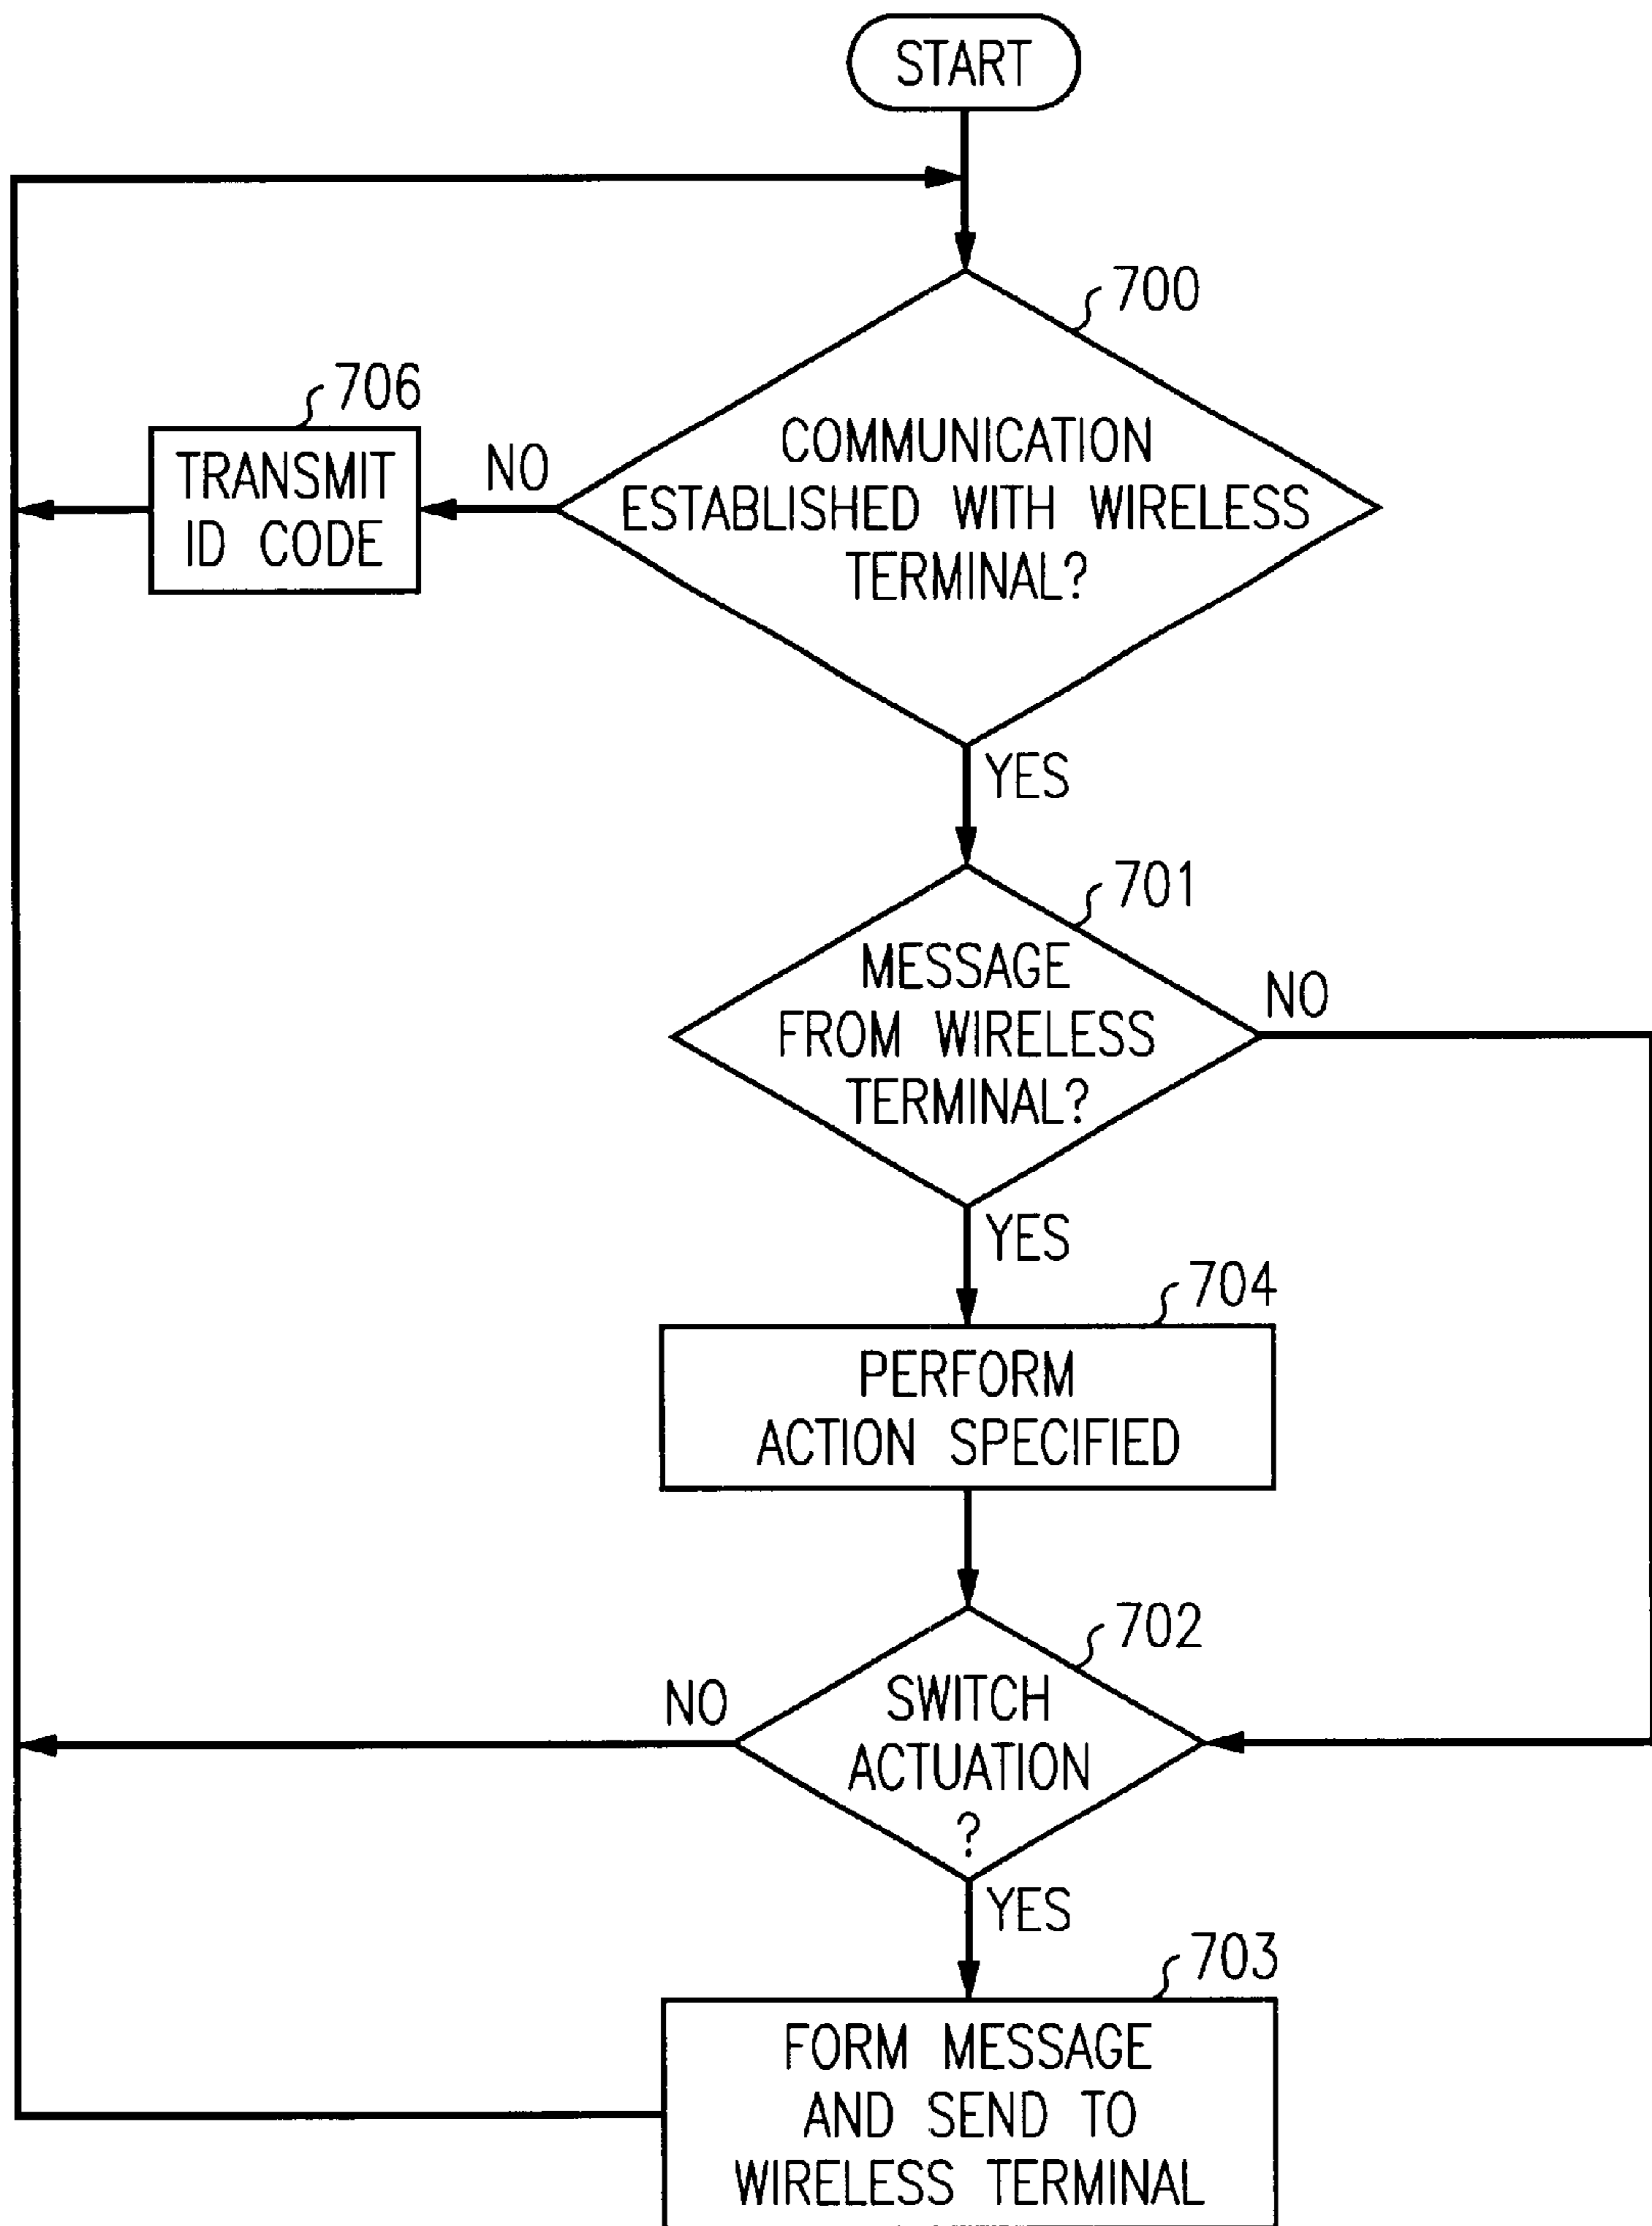 START
700
COMMUNICATION
ESTABLISHED WITH WIRELESS
TERMINAL?
NO
706
TRANSMIT
ID CODE
YES
701
MESSAGE
FROM WIRELESS
TERMINAL?
NO
YES
704
PERFORM
ACTION SPECIFIED
702
SWITCH
ACTUATION
?
NO
YES
703
FORM MESSAGE
AND SEND TO
WIRELESS TERMINAL